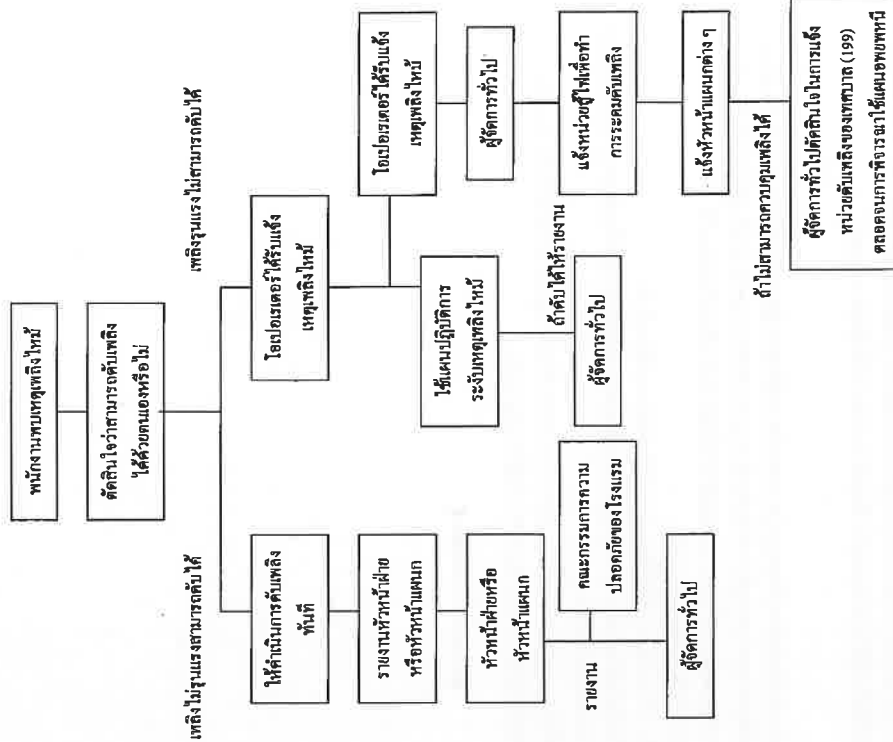 พนักงานพบเหตุเพลิงไหม้
ตัดสินใจว่าสามารถดับเพลิง
ได้ด้วยตนเองหรือไม่
เพลิงไม่รุนแรงสามารถดับได้
เพลิงรุนแรงไม่สามารถดับได้
ให้ดำเนินการดับเพลิง
ทันที
รายงานหัวหน้าฝ่าย
หรือหัวหน้าแผนก
หัวหน้าฝ่ายหรือ
หัวหน้าแผนก
รายงาน
คณะกรรมการความ
ปลอดภัยของโรงแรม
ผู้จัดการทั่วไป
โอเปอเรเตอร์ได้รับแจ้ง
เหตุเพลิงไหม้
ใช้แผนปฏิบัติการ
ระงับเหตุเพลิงไหม้
ถ้าดับได้ให้รายงาน
ผู้จัดการทั่วไป
โอเปอเรเตอร์ได้รับแจ้ง
เหตุเพลิงไหม้
ผู้จัดการทั่วไป
แจ้งหน่วยกู้ไฟเพื่อทำ
การระดมดับเพลิง
แจ้งหัวหน้าแผนกต่าง ๆ
ถ้าไม่สามารถควบคุมเพลิงได้
ผู้จัดการทั่วไปตัดสินใจในการแจ้ง
หน่วยดับเพลิงของเทศบาล (199)
ตลอดจนการพิจารณาใช้แผนอพยพหนี